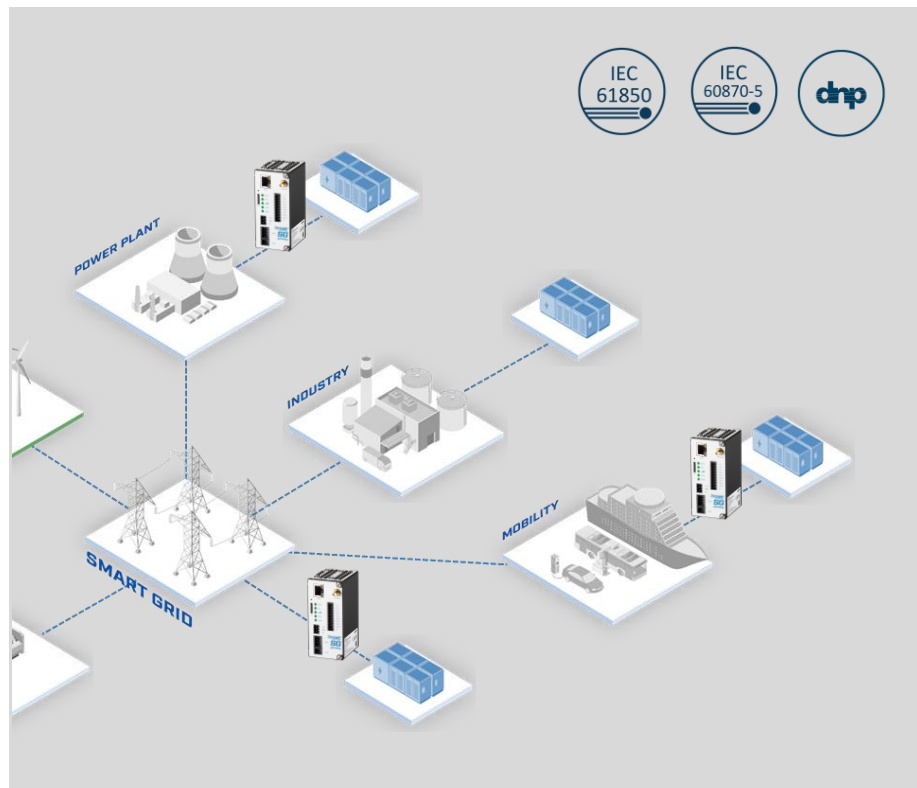 IEC
61850
IEC
60870-5
dnp
POWER PLANT
INDUSTRY
MOBILITY
SMART GRID